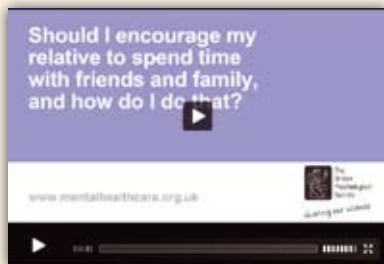 Should I encourage my
relative to spend time
with friends and family,
and how do I do that?
www.mentalhealthcare.org.uk
The
British
Psychological
Society